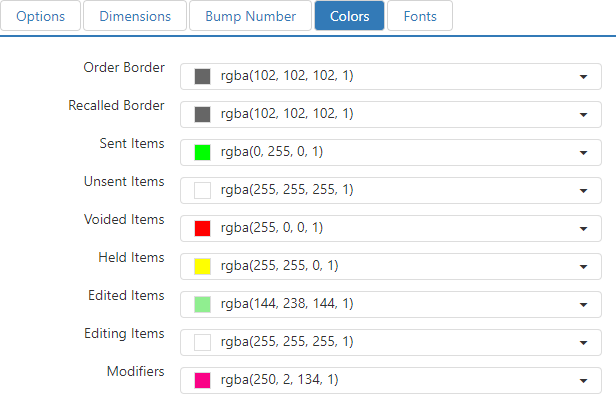 Options Dimensions Bump Number Colors Fonts
Order Border rgba(102, 102, 102, 1)
Recalled Border rgba(102, 102, 102, 1)
Sent Items rgba(0, 255, 0, 1)
Unsent Items rgba(255, 255, 255, 1)
Voided Items rgba(255, 0, 0, 1)
Held Items rgba(255, 255, 0, 1)
Edited Items rgba(144, 238, 144, 1)
Editing Items rgba(255, 255, 255, 1)
Modifiers rgba(250, 2, 134, 1)